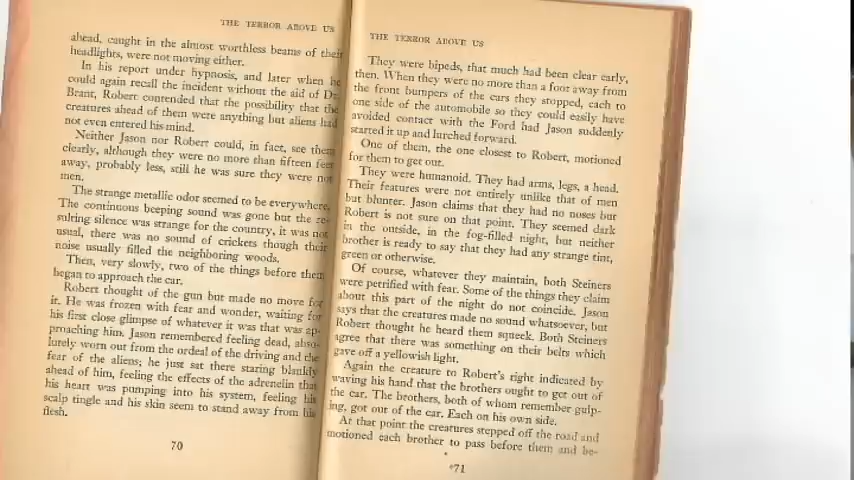 THE TERROR ABOVE US
ahead, caught in the almost worthless beams of their
headlights, were not moving either.
In his report under hypnosis, and later when he
could again recall the incident without the aid of Dr.
Brant, Robert contended that the possibility that the
creatures ahead of them were anything but aliens had
not even entered his mind.
Neither Jason nor Robert could, in fact, see them
clearly, although they were no more than fifteen feet
away, probably less, still he was sure they were not
men.
The strange metallic odor seemed to be everywhere.
The continuous beeping sound was gone but the re-
sulting silence was strange for the country, it was not
usual, there was no sound of crickets though their
noise usually filled the neighboring woods.
Then, very slowly, two of the things before them
began to approach the car.
Robert thought of the gun but made no move for
it. He was frozen with fear and wonder, waiting for
his first close glimpse of whatever it was that was ap-
proaching him. Jason remembered feeling dead, abso-
lutely worn out from the ordeal of the driving and the
fear of the aliens; he just sat there staring blankly
ahead of him, feeling the effects of the adrenelin that
his heart was pumping into his system, feeling his
scalp tingle and his skin seem to stand away from his
flesh.
70
THE TERROR ABOVE US
They were bipeds, that much had been clear early,
then. When they were no more than a foot away from
the front bumpers of the cars they stopped, each to
one side of the automobile so they could easily have
avoided contact with the Ford had Jason suddenly
started it up and lurched forward.
One of them, the one closest to Robert, motioned
for them to get out.
They were humanoid. They had arms, legs, a head.
Their features were not entirely unlike that of men
but blunter. Jason claims that they had no noses but
Robert is not sure on that point. They seemed dark
in the outside, in the fog-filled night, but neither
brother is ready to say that they had any strange tint,
green or otherwise.
Of course, whatever they maintain, both Steiners
were petrified with fear. Some of the things they claim
about this part of the night do not coincide. Jason
says that the creatures made no sound whatsoever, but
Robert thought he heard them squeek. Both Steiners
agree that there was something on their belts which
gave off a yellowish light.
Again the creature to Robert's right indicated by
waving his hand that the brothers ought to get out of
the car. The brothers, both of whom remember gulp-
ing, got out of the car. Each on his own side.
At that point the creatures stepped off the road and
motioned each brother to pass before them and be-
71